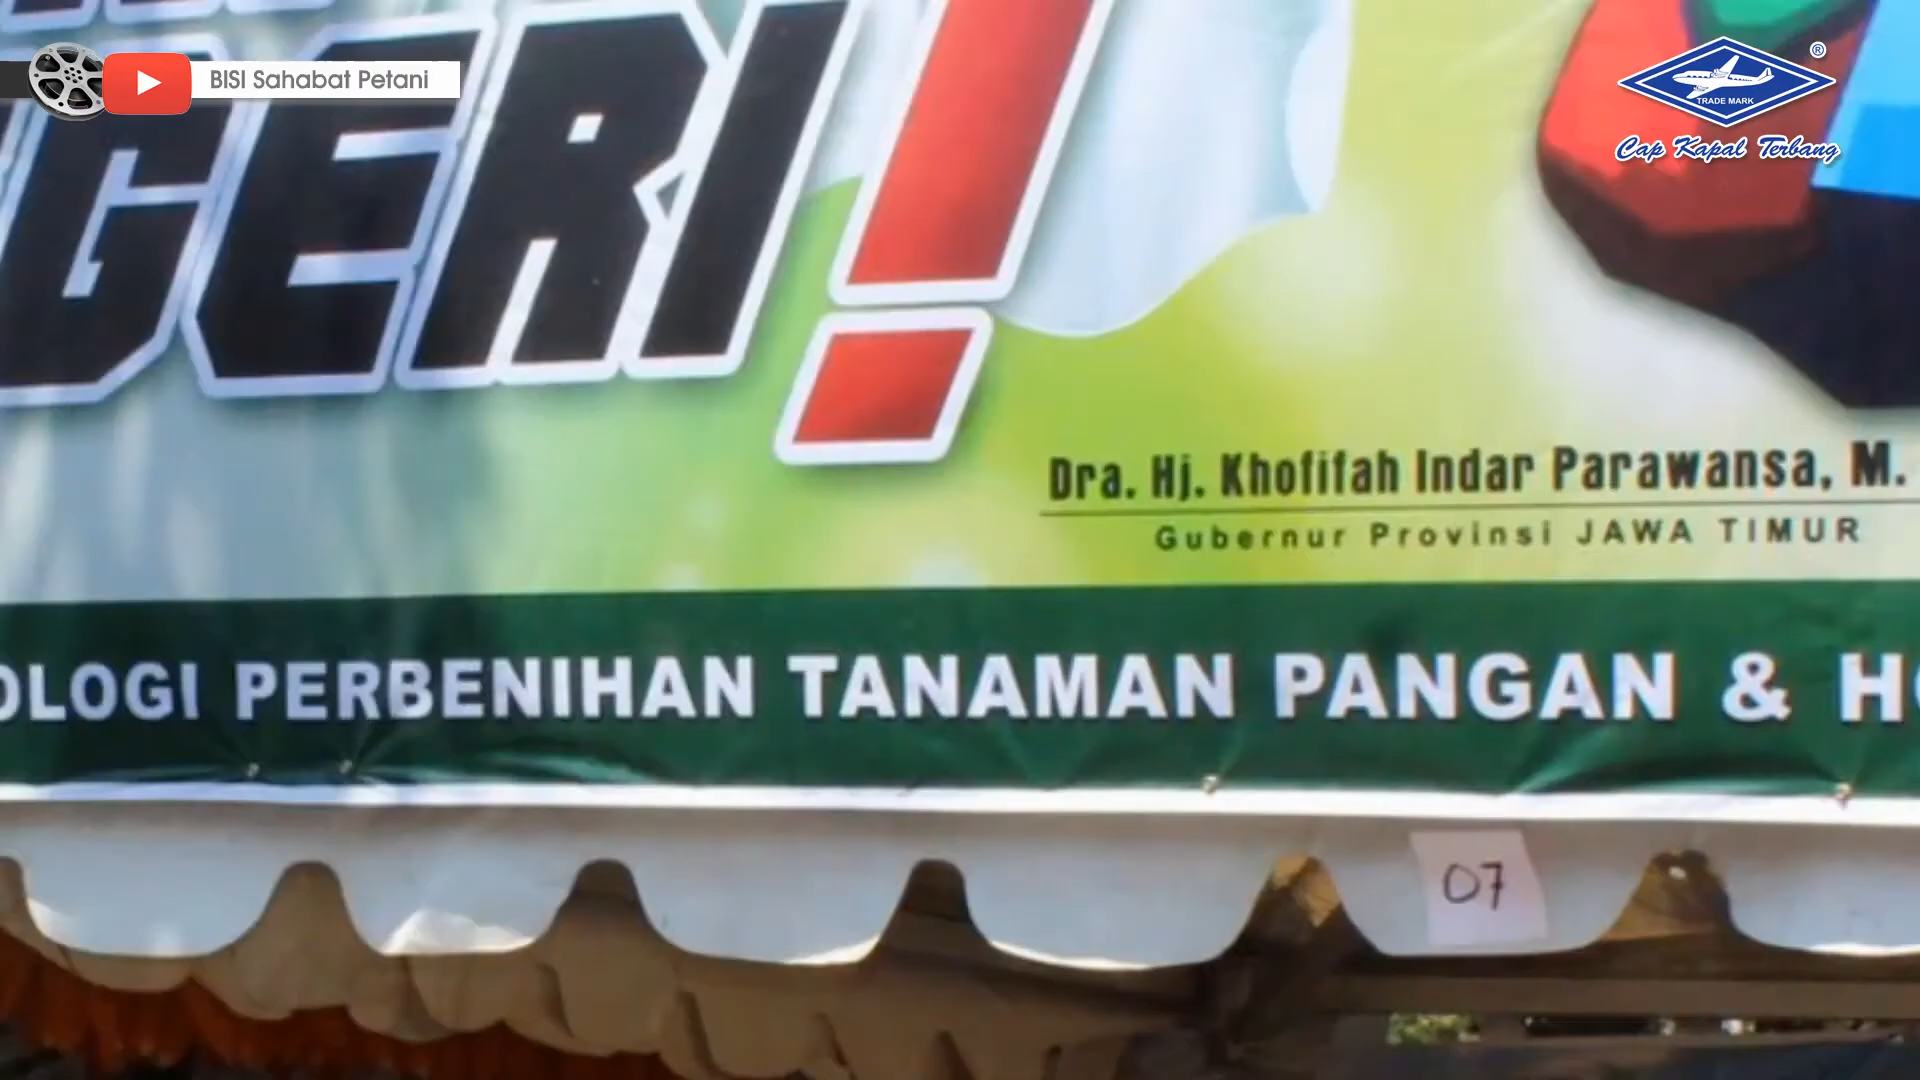 BISI Sahabat Petani
®
TRADE MARK
Cap Kapal Terbang
GERI!
Dra. Hj. Khofifah Indar Parawansa, M.
Gubernur Provinsi JAWA TIMUR
OLOGI PERBENIHAN TANAMAN PANGAN & H
07